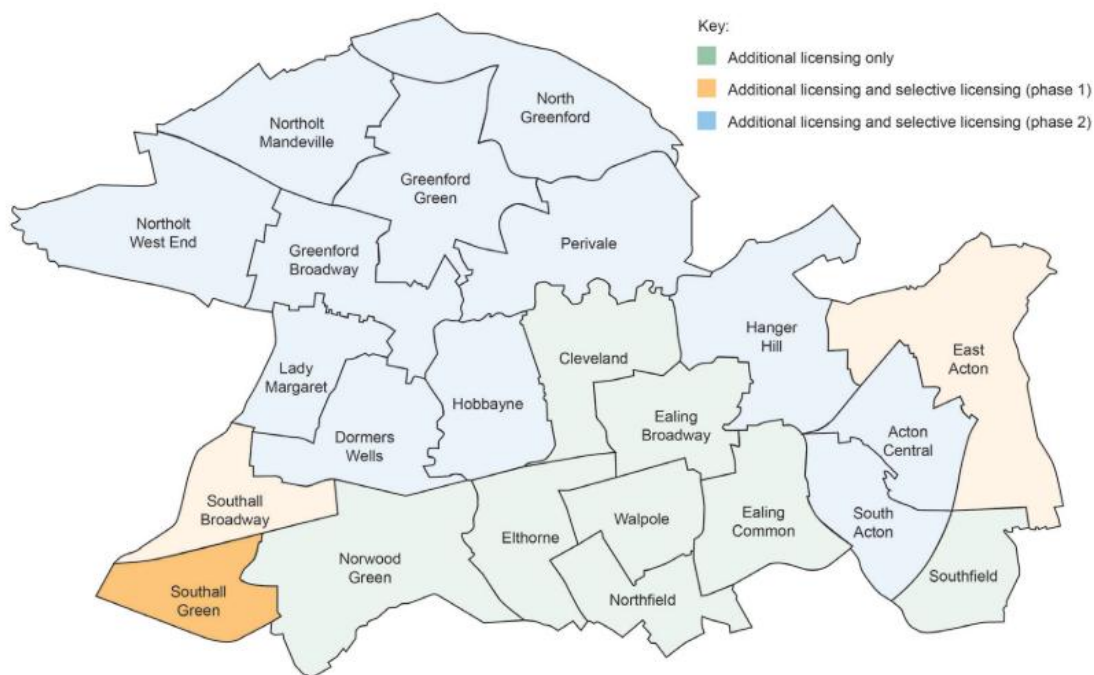 Key:
Additional licensing only
Additional licensing and selective licensing (phase 1)
Additional licensing and selective licensing (phase 2)
North
Greenford
Northolt
Mandeville
Greenford
Green
Northolt
West End
Greenford
Broadway
Perivale
Hanger
Hill
East
Acton
Cleveland
Lady
Margaret
Hobbayne
Ealing
Broadway
Acton
Central
Dormers
Wells
Southall
Broadway
Walpole
Ealing
Common
South
Acton
Elthorne
Norwood
Green
Southall
Green
Northfield
Southfield